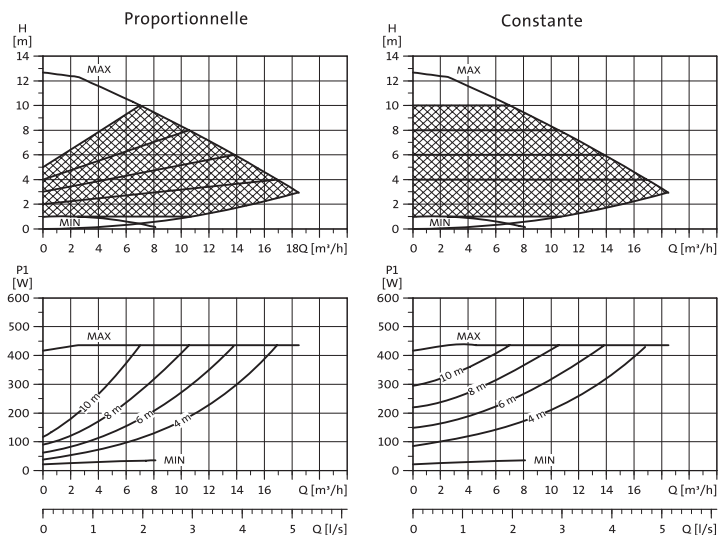 Proportionnelle
H
[m]
14
12
10
8
6
4
2
0
MAX
MIN
0 2 4 6 8 10 12 14 16 18Q [m³/h]
P1
[W]
600
500
400
300
200
100
0
MAX
10 m
8 m
6 m
4 m
MIN
0 2 4 6 8 10 12 14 16 Q [m³/h]
0 1 2 3 4 5 Q [l/s]
Constante
H
[m]
14
12
10
8
6
4
2
0
MAX
MIN
0 2 4 6 8 10 12 14 16 Q [m³/h]
P1
[W]
600
500
400
300
200
100
0
MAX
10 m
8 m
6 m
4 m
MIN
0 2 4 6 8 10 12 14 16 Q [m³/h]
0 1 2 3 4 5 Q [l/s]